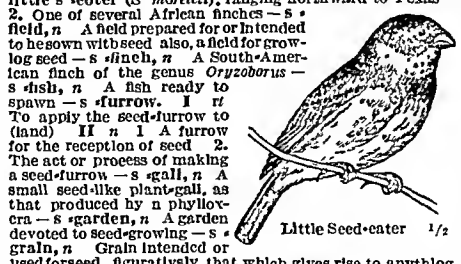 little's seeter (S morelleti), ranging northward to Texas
2. One of several African finches — s •
field, n A field prepared for or intended
to be sown with seed also, a field for grow-
log seed — s •finch, n A South•Amer-
ican finch of the genus Oryzoborus —
s •fish, n A fish ready to
spawn — s •furrow. I rt
To apply the seed•furrow to
(land) II n 1 A furrow
for the reception of seed 2.
The act or process of making
a seed•furrow — s •gall, n A
small seed•like plant•gall, as
that produced by n phyllox-
era — s •garden, n A garden
devoted to seed•growing — s •
grain, n Grain intended or
used for seed, figuratively, that which gives rise to anything
Little Seed•eater 1/2